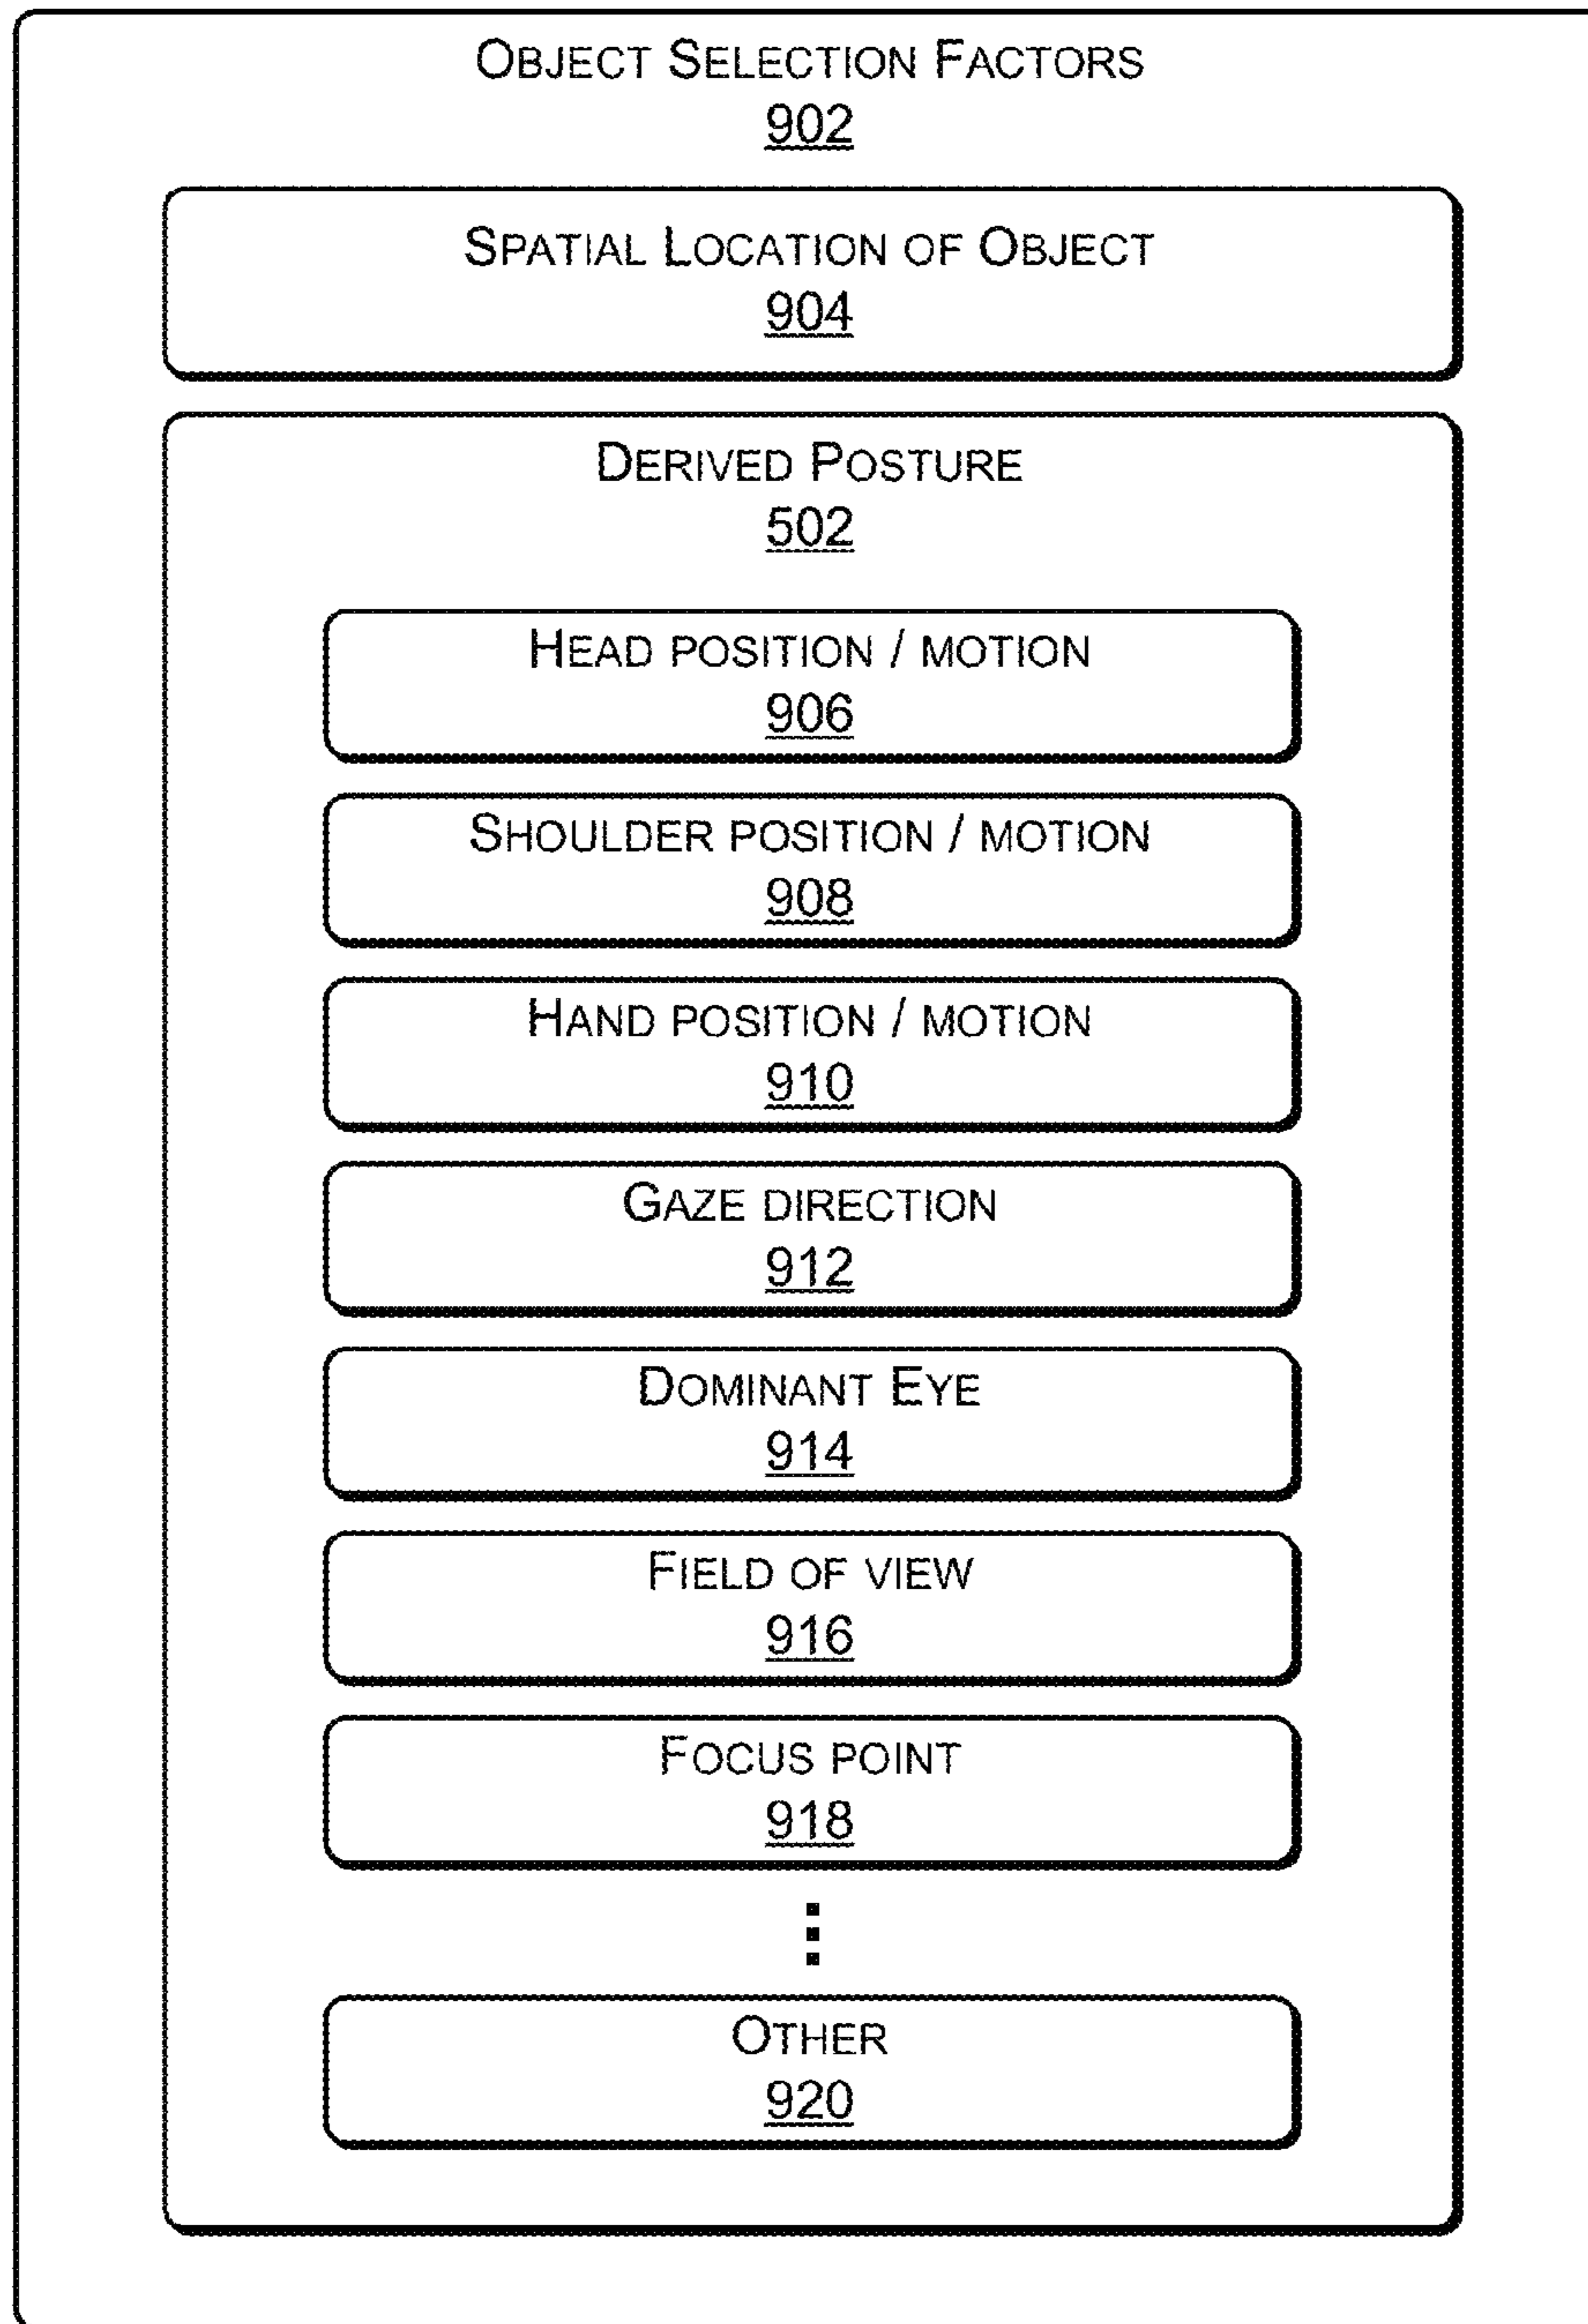 OBJECT SELECTION FACTORS
902
SPATIAL LOCATION OF OBJECT
904
DERIVED POSTURE
502
HEAD POSITION / MOTION
906
SHOULDER POSITION / MOTION
908
HAND POSITION / MOTION
910
GAZE DIRECTION
912
DOMINANT EYE
914
FIELD OF VIEW
916
FOCUS POINT
918
⋮
OTHER
920